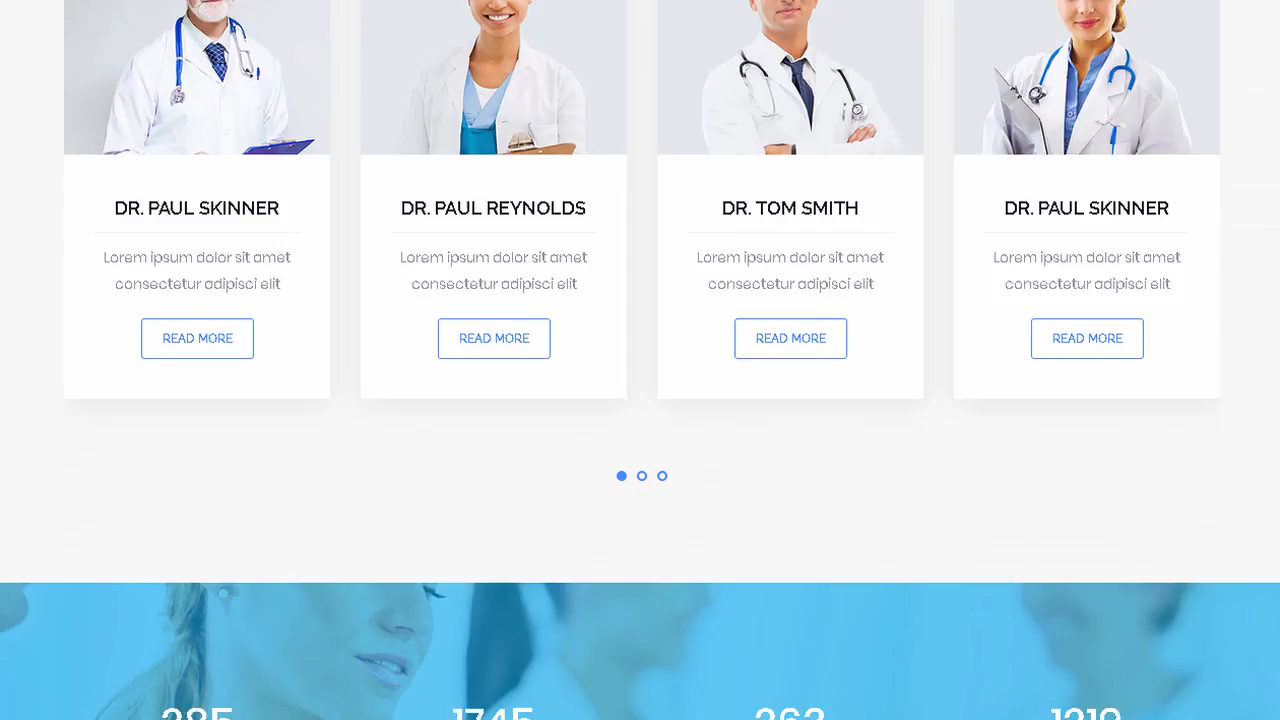 DR. PAUL SKINNER
Lorem ipsum dolor sit amet
consectetur adipisci elit
READ MORE
DR. PAUL REYNOLDS
Lorem ipsum dolor sit amet
consectetur adipisci elit
READ MORE
DR. TOM SMITH
Lorem ipsum dolor sit amet
consectetur adipisci elit
READ MORE
DR. PAUL SKINNER
Lorem ipsum dolor sit amet
consectetur adipisci elit
READ MORE
1745